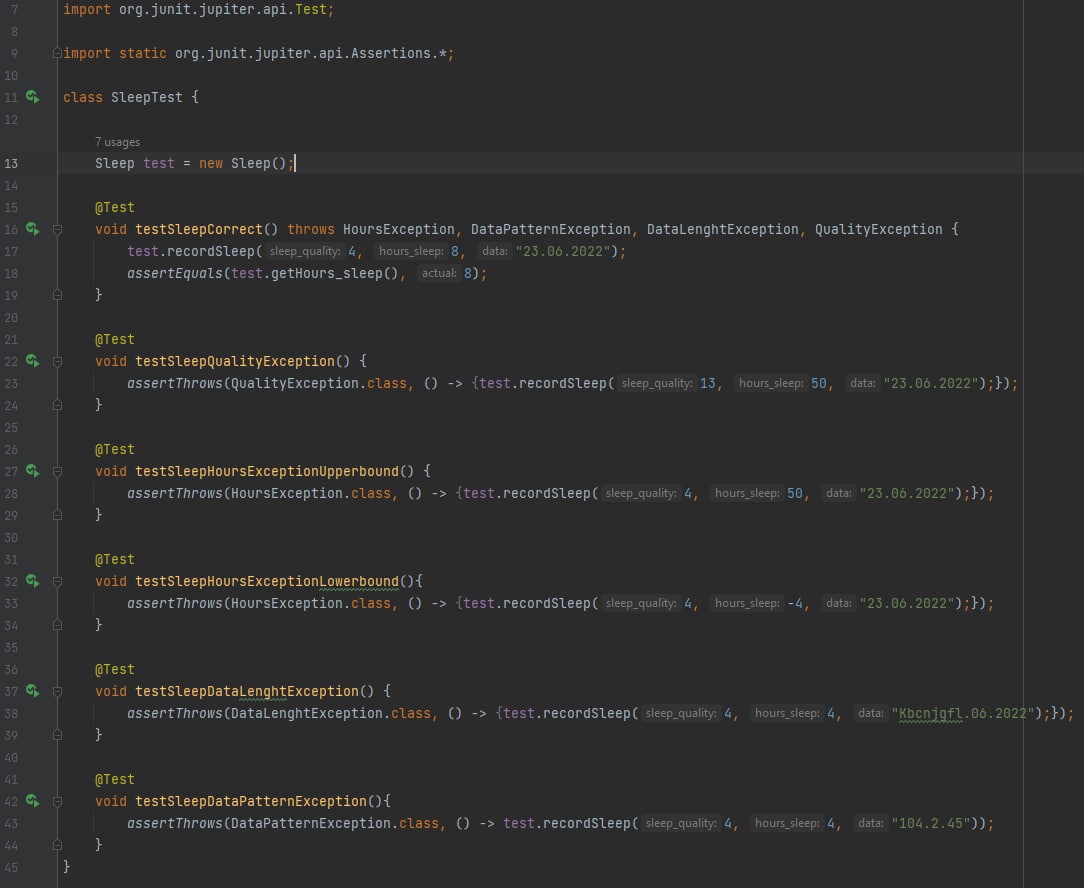 7 import org.junit.jupiter.api.Test;
8
9 import static org.junit.jupiter.api.Assertions.*;
10
11 class SleepTest {
12
7 usages
13 Sleep test = new Sleep();
14
15 @Test
16 void testSleepCorrect() throws HoursException, DataPatternException, DataLenghtException, QualityException {
17 test.recordSleep( sleep_quality: 4, hours_sleep: 8, data: "23.06.2022");
18 assertEquals(test.getHours_sleep(), actual: 8);
19 }
20
21 @Test
22 void testSleepQualityException() {
23 assertThrows(QualityException.class, () -> {test.recordSleep( sleep_quality: 13, hours_sleep: 50, data: "23.06.2022");});
24 }
25
26 @Test
27 void testSleepHoursExceptionUpperbound() {
28 assertThrows(HoursException.class, () -> {test.recordSleep( sleep_quality: 4, hours_sleep: 50, data: "23.06.2022");});
29 }
30
31 @Test
32 void testSleepHoursExceptionLowerbound(){
33 assertThrows(HoursException.class, () -> {test.recordSleep( sleep_quality: 4, hours_sleep: -4, data: "23.06.2022");});
34 }
35
36 @Test
37 void testSleepDataLenghtException() {
38 assertThrows(DataLenghtException.class, () -> {test.recordSleep( sleep_quality: 4, hours_sleep: 4, data: "Kbcnjgfl.06.2022");});
39 }
40
41 @Test
42 void testSleepDataPatternException(){
43 assertThrows(DataPatternException.class, () -> test.recordSleep( sleep_quality: 4, hours_sleep: 4, data: "104.2.45"));
44 }
45 }